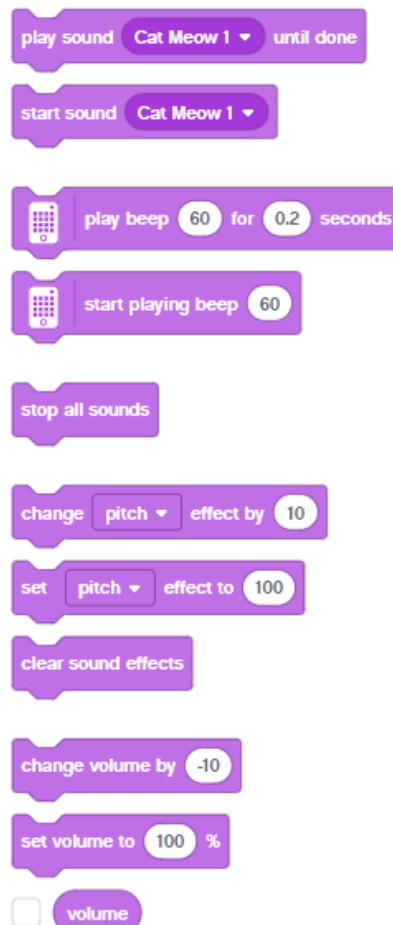 play sound Cat Meow 1 until done
start sound Cat Meow 1
play beep 60 for 0.2 seconds
start playing beep 60
stop all sounds
change pitch effect by 10
set pitch effect to 100
clear sound effects
change volume by -10
set volume to 100 %
volume